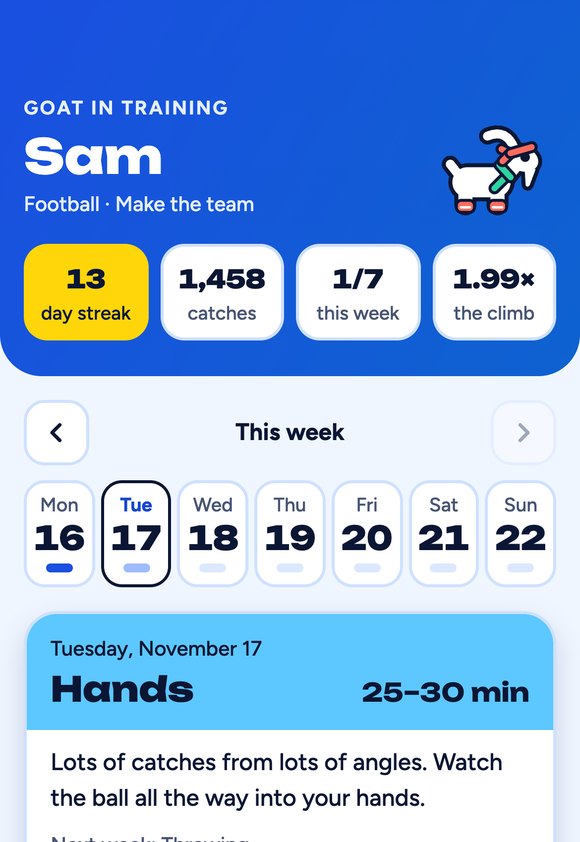 GOAT IN TRAINING
Sam
Football · Make the team
13
day streak
1,458
catches
1/7
this week
1.99×
the climb
This week
Mon
16
Tue
17
Wed
18
Thu
19
Fri
20
Sat
21
Sun
22
Tuesday, November 17
Hands
25–30 min
Lots of catches from lots of angles. Watch
the ball all the way into your hands.
Next week: Throwing